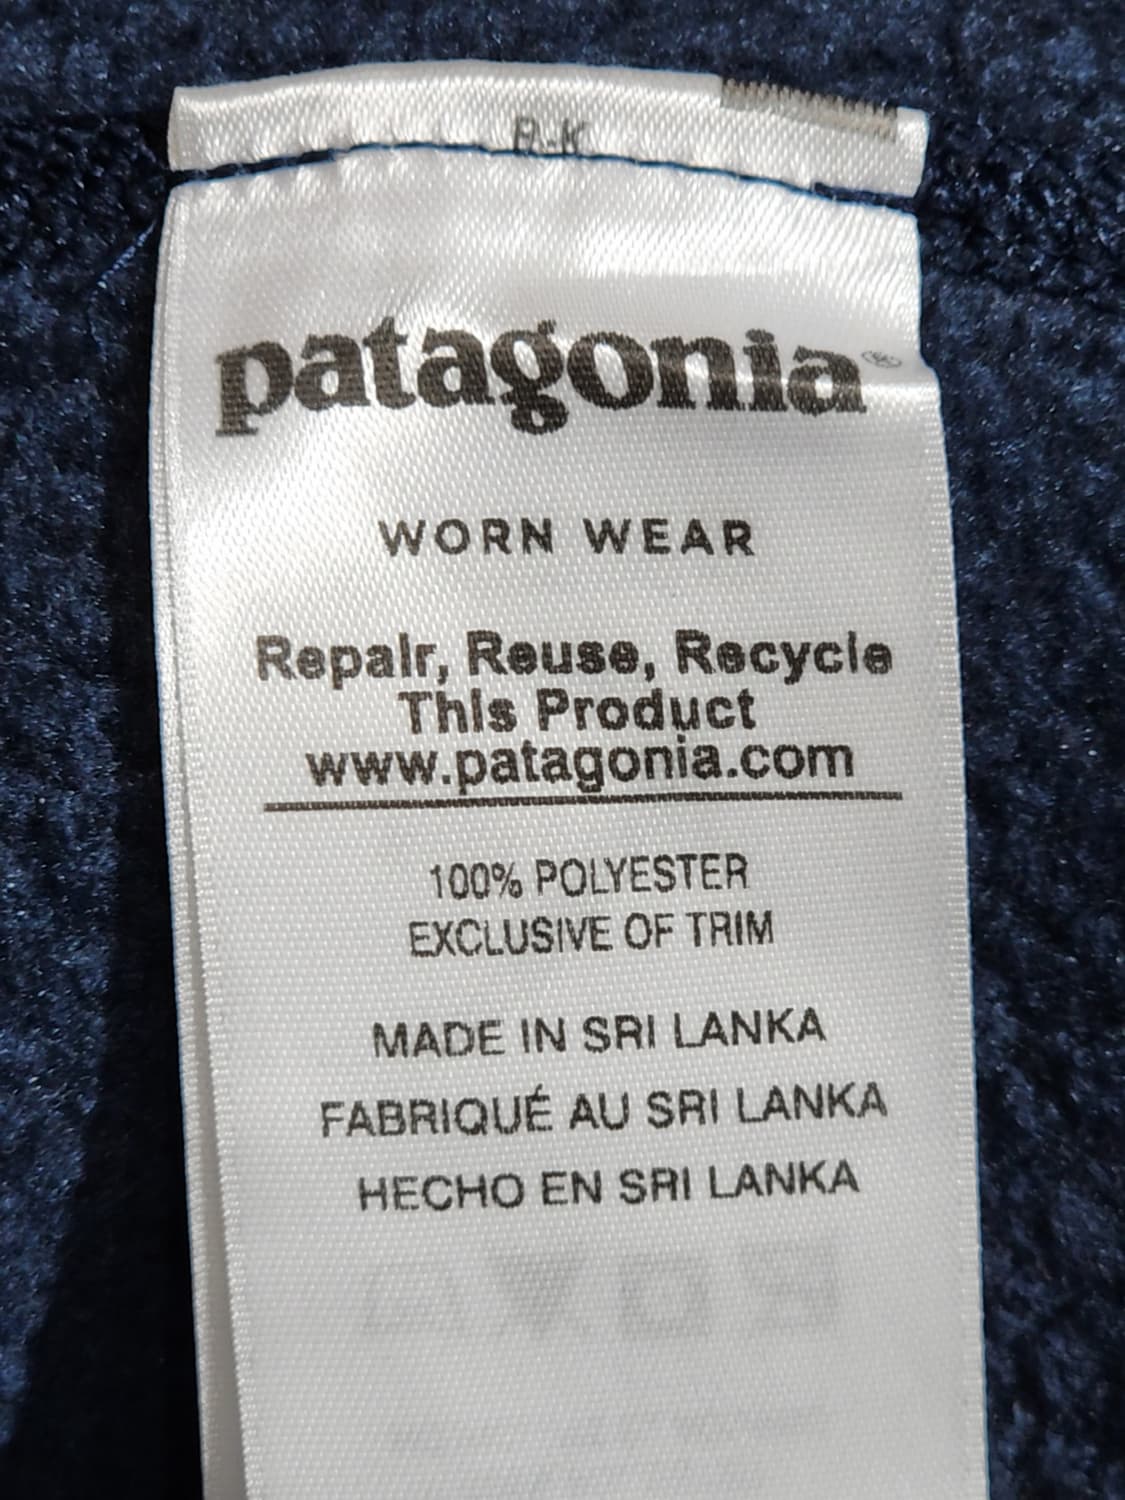 R-K
patagonia®
WORN WEAR
Repair, Reuse, Recycle
This Product
www.patagonia.com
100% POLYESTER
EXCLUSIVE OF TRIM
MADE IN SRI LANKA
FABRIQUÉ AU SRI LANKA
HECHO EN SRI LANKA